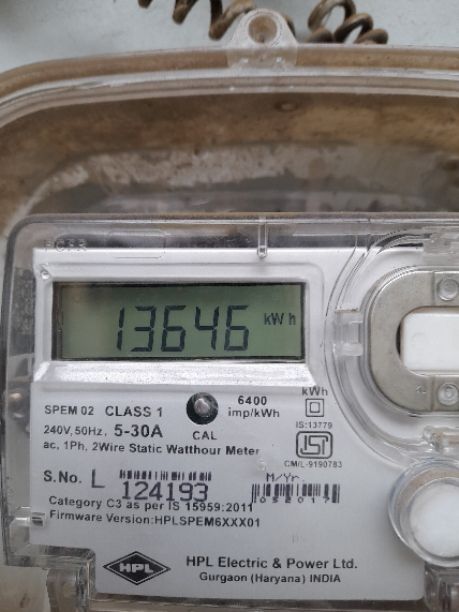 13646 kWh
SPEM 02 CLASS 1
6400
imp/kWh
kWh
240V, 50Hz, 5-30A
CAL
IS:13779
ac, 1Ph, 2Wire Static Watthour Meter
ISI
CM/L-9190783
S.No. L 124193
M/Yr.
052017
Category C3 as per IS 15959:2011
Firmware Version:HPLSPEM6XXX01
HPL
HPL Electric & Power Ltd.
Gurgaon (Haryana) INDIA